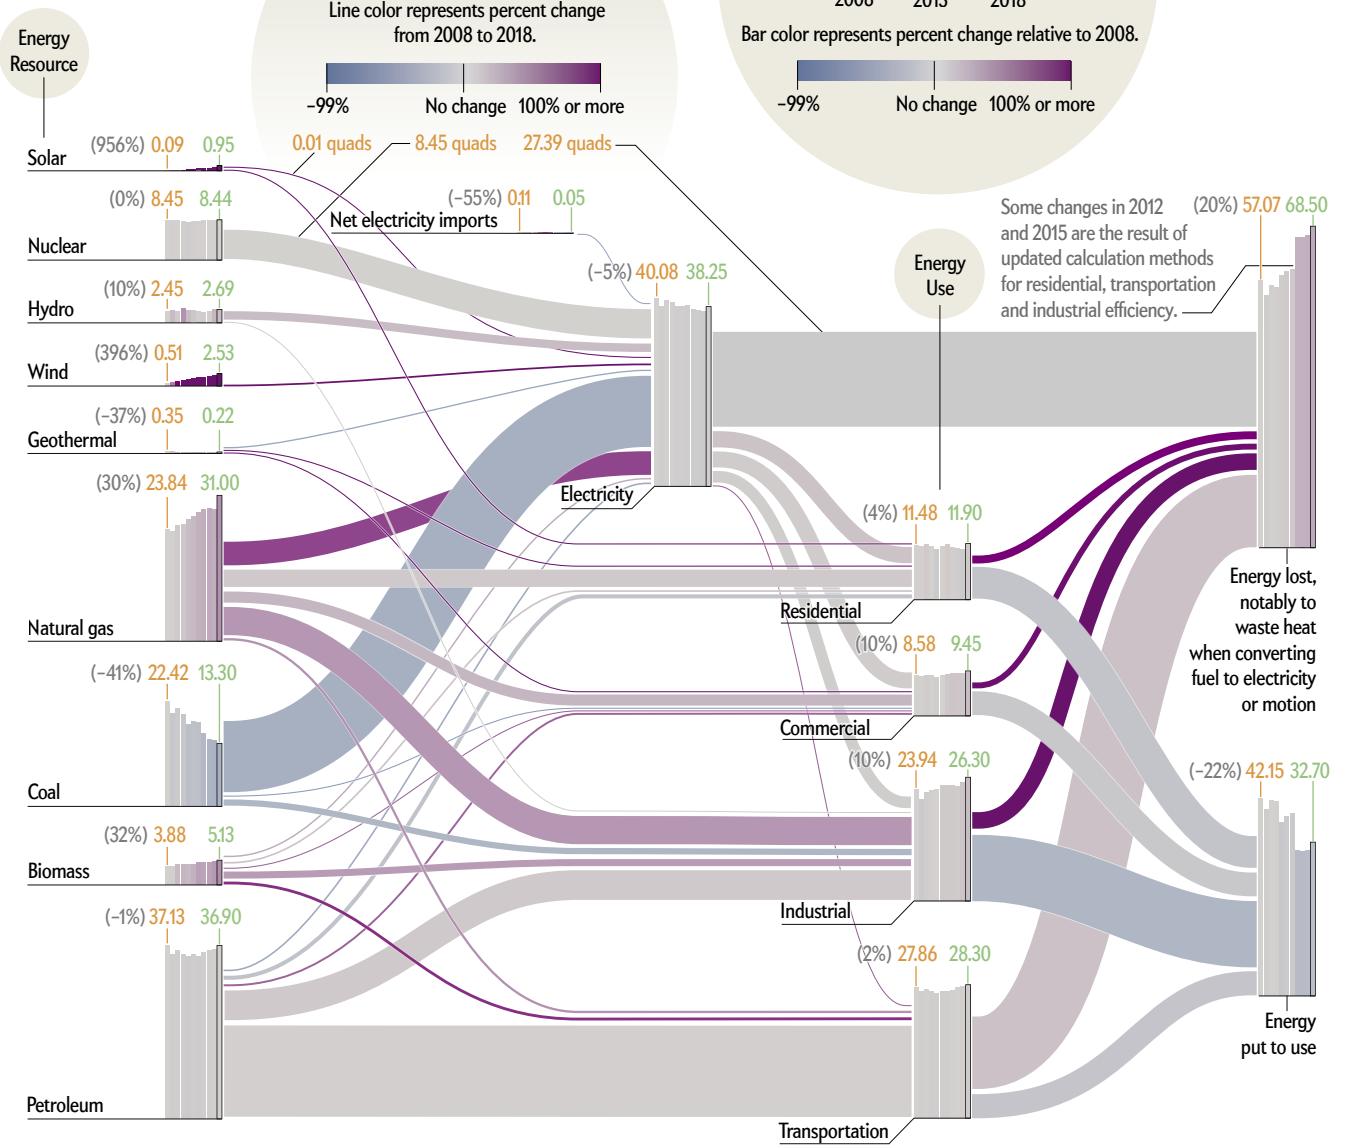 Line color represents percent change
from 2008 to 2018.
−99%
No change
100% or more
2008
2013
2018
Bar color represents percent change relative to 2008.
−99%
No change
100% or more
Energy
Resource
0.01 quads
8.45 quads
27.39 quads
Solar
(956%) 0.09 0.95
Nuclear
(0%) 8.45 8.44
Net electricity imports
(−55%) 0.11 0.05
Hydro
(10%) 2.45 2.69
Wind
(396%) 0.51 2.53
Geothermal
(−37%) 0.35 0.22
Natural gas
(30%) 23.84 31.00
Coal
(−41%) 22.42 13.30
Biomass
(32%) 3.88 5.13
Petroleum
(−1%) 37.13 36.90
(−5%) 40.08 38.25
Electricity
Energy
Use
(4%) 11.48 11.90
Residential
(10%) 8.58 9.45
Commercial
(10%) 23.94 26.30
Industrial
(2%) 27.86 28.30
Transportation
Some changes in 2012
and 2015 are the result of
updated calculation methods
for residential, transportation
and industrial efficiency.
(20%) 57.07 68.50
Energy lost,
notably to
waste heat
when converting
fuel to electricity
or motion
(−22%) 42.15 32.70
Energy
put to use